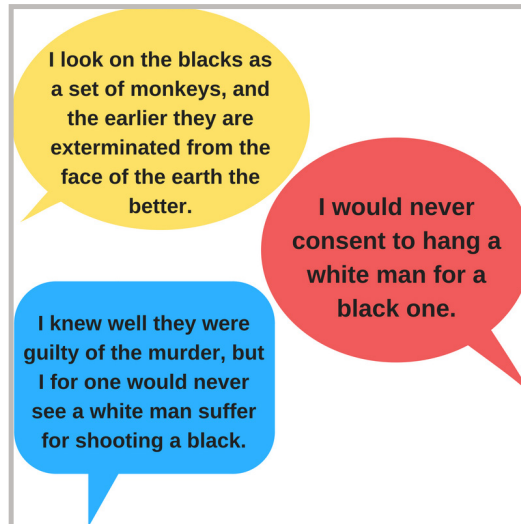 I look on the blacks as
a set of monkeys, and
the earlier they are
exterminated from the
face of the earth the
better.
I would never
consent to hang a
white man for a
black one.
I knew well they were
guilty of the murder, but
I for one would never
see a white man suffer
for shooting a black.